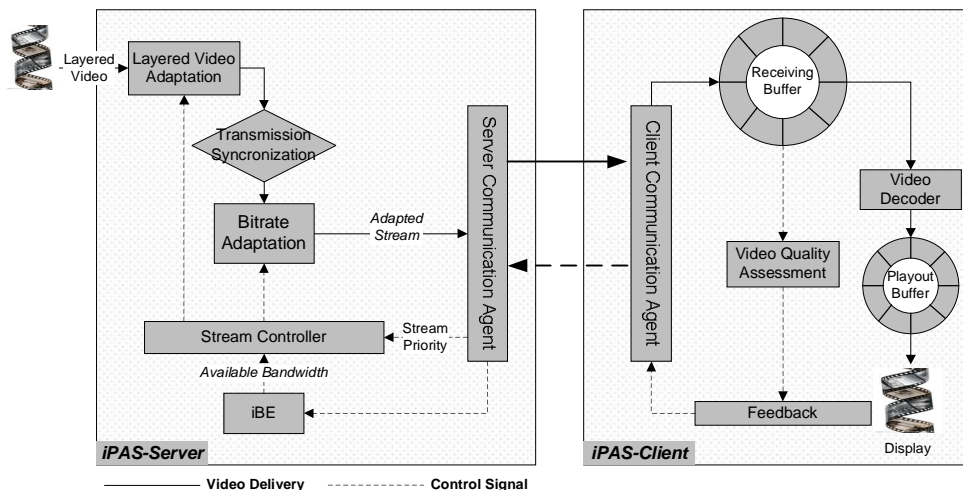 Layered
Video
Layered Video
Adaptation
Transmission
Syncronization
Bitrate
Adaptation
Adapted
Stream
Server Communication Agent
Stream Controller
Stream
Priority
Available Bandwidth
iBE
iPAS-Server
Client Communication Agent
Receiving
Buffer
Video
Decoder
Video Quality
Assessment
Playout
Buffer
Feedback
Display
iPAS-Client
Video Delivery
Control Signal